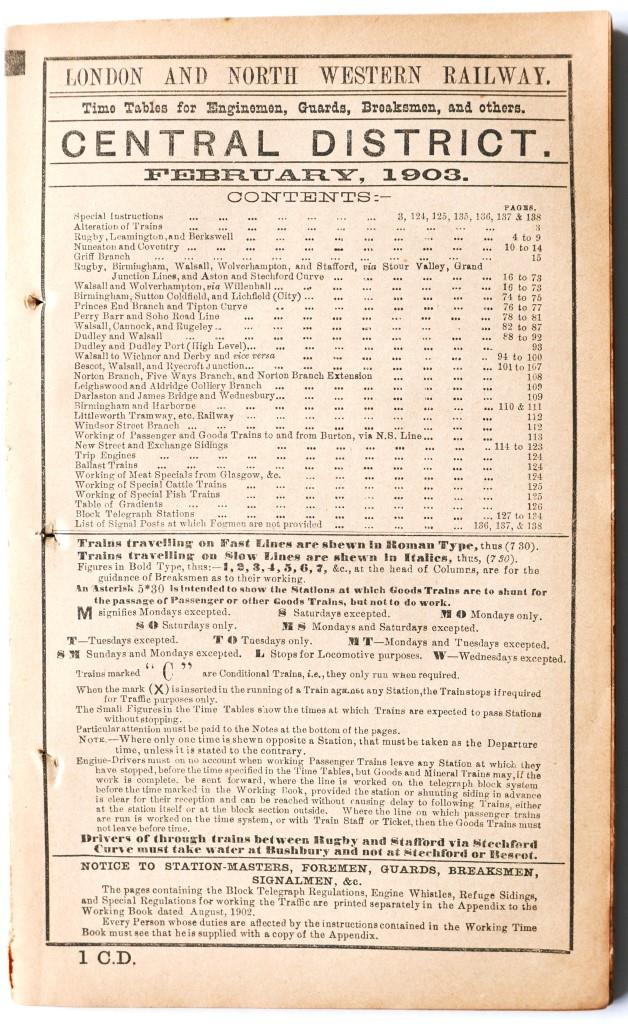 LONDON AND NORTH WESTERN RAILWAY.
Time Tables for Enginemen, Guards, Breaksmen, and others.
CENTRAL DISTRICT.
FEBRUARY, 1903.
CONTENTS:—
PAGES.
Special Instructions ... 3, 124, 125, 135, 136, 137 & 138
Alteration of Trains ... 3
Rugby, Leamington, and Berkswell ... 4 to 9
Nuneaton and Coventry ... 10 to 14
Griff Branch ... 15
Rugby, Birmingham, Walsall, Wolverhampton, and Stafford, via Stour Valley, Grand
Junction Lines, and Aston and Stechford Curve ... 16 to 73
Walsall and Wolverhampton, via Willenhall ... 16 to 73
Birmingham, Sutton Coldfield, and Lichfield (City) ... 74 to 75
Princes End Branch and Tipton Curve ... 76 to 77
Perry Barr and Soho Road Line ... 78 to 81
Walsall, Cannock, and Rugeley ... 82 to 87
Dudley and Walsall ... 88 to 92
Dudley and Dudley Port (High Level) ... 93
Walsall to Wichnor and Derby and vice versa ... 94 to 100
Bescot, Walsall, and Ryecroft Junction ... 101 to 107
Norton Branch, Five Ways Branch, and Norton Branch Extension ... 108
Leighswood and Aldridge Colliery Branch ... 109
Darlaston and James Bridge and Wednesbury ... 109
Birmingham and Harborne ... 110 & 111
Littleworth Tramway, etc. Railway ... 112
Windsor Street Branch ... 112
Working of Passenger and Goods Trains to and from Burton, via N.S. Line ... 113
New Street and Exchange Sidings ... 114 to 123
Trip Engines ... 124
Ballast Trains ... 124
Working of Meat Specials from Glasgow, &c. ... 124
Working of Special Cattle Trains ... 125
Working of Special Fish Trains ... 125
Table of Gradients ... 126
Block Telegraph Stations ... 127 to 134
List of Signal Posts at which Fogmen are not provided ... 136, 137, & 138
Trains travelling on Fast Lines are shewn in Roman Type, thus (7 30).
Trains travelling on Slow Lines are shewn in Italics, thus, (7 50).
Figures in Bold Type, thus:—1, 2, 3, 4, 5, 6, 7, &c., at the head of Columns, are for the
guidance of Breaksmen as to their working.
An Asterisk 5*30 is intended to show the Stations at which Goods Trains are to shunt for
the passage of Passenger or other Goods Trains, but not to do work.
M signifies Mondays excepted. S Saturdays excepted. M O Mondays only.
S O Saturdays only. M S Mondays and Saturdays excepted.
T—Tuesdays excepted. T O Tuesdays only. M T—Mondays and Tuesdays excepted.
S M Sundays and Mondays excepted. L Stops for Locomotive purposes. W—Wednesdays excepted.
Trains marked "C" are Conditional Trains, i.e., they only run when required.
When the mark (X) is inserted in the running of a Train against any Station, the Train stops if required
for Traffic purposes only.
The Small Figures in the Time Tables show the times at which Trains are expected to pass Stations
without stopping.
Particular attention must be paid to the Notes at the bottom of the pages.
NOTE.—Where only one time is shewn opposite a Station, that must be taken as the Departure
time, unless it is stated to the contrary.
Engine-Drivers must on no account when working Passenger Trains leave any Station at which they
have stopped, before the time specified in the Time Tables, but Goods and Mineral Trains may, if the
work is complete, be sent forward, where the line is worked on the telegraph block system
before the time marked in the Working Book, provided the station or shunting siding in advance
is clear for their reception and can be reached without causing delay to following Trains, either
at the station itself or at the block section outside. Where the line on which passenger trains
are run is worked on the time system, or with Train Staff or Ticket, then the Goods Trains must
not leave before time.
Drivers of through trains between Rugby and Stafford via Stechford
Curve must take water at Bushbury and not at Stechford or Bescot.
NOTICE TO STATION-MASTERS, FOREMEN, GUARDS, BREAKSMEN,
SIGNALMEN, &c.
The pages containing the Block Telegraph Regulations, Engine Whistles, Refuge Sidings,
and Special Regulations for working the Traffic are printed separately in the Appendix to the
Working Book dated August, 1902.
Every Person whose duties are affected by the instructions contained in the Working Time
Book must see that he is supplied with a copy of the Appendix.
1 C.D.